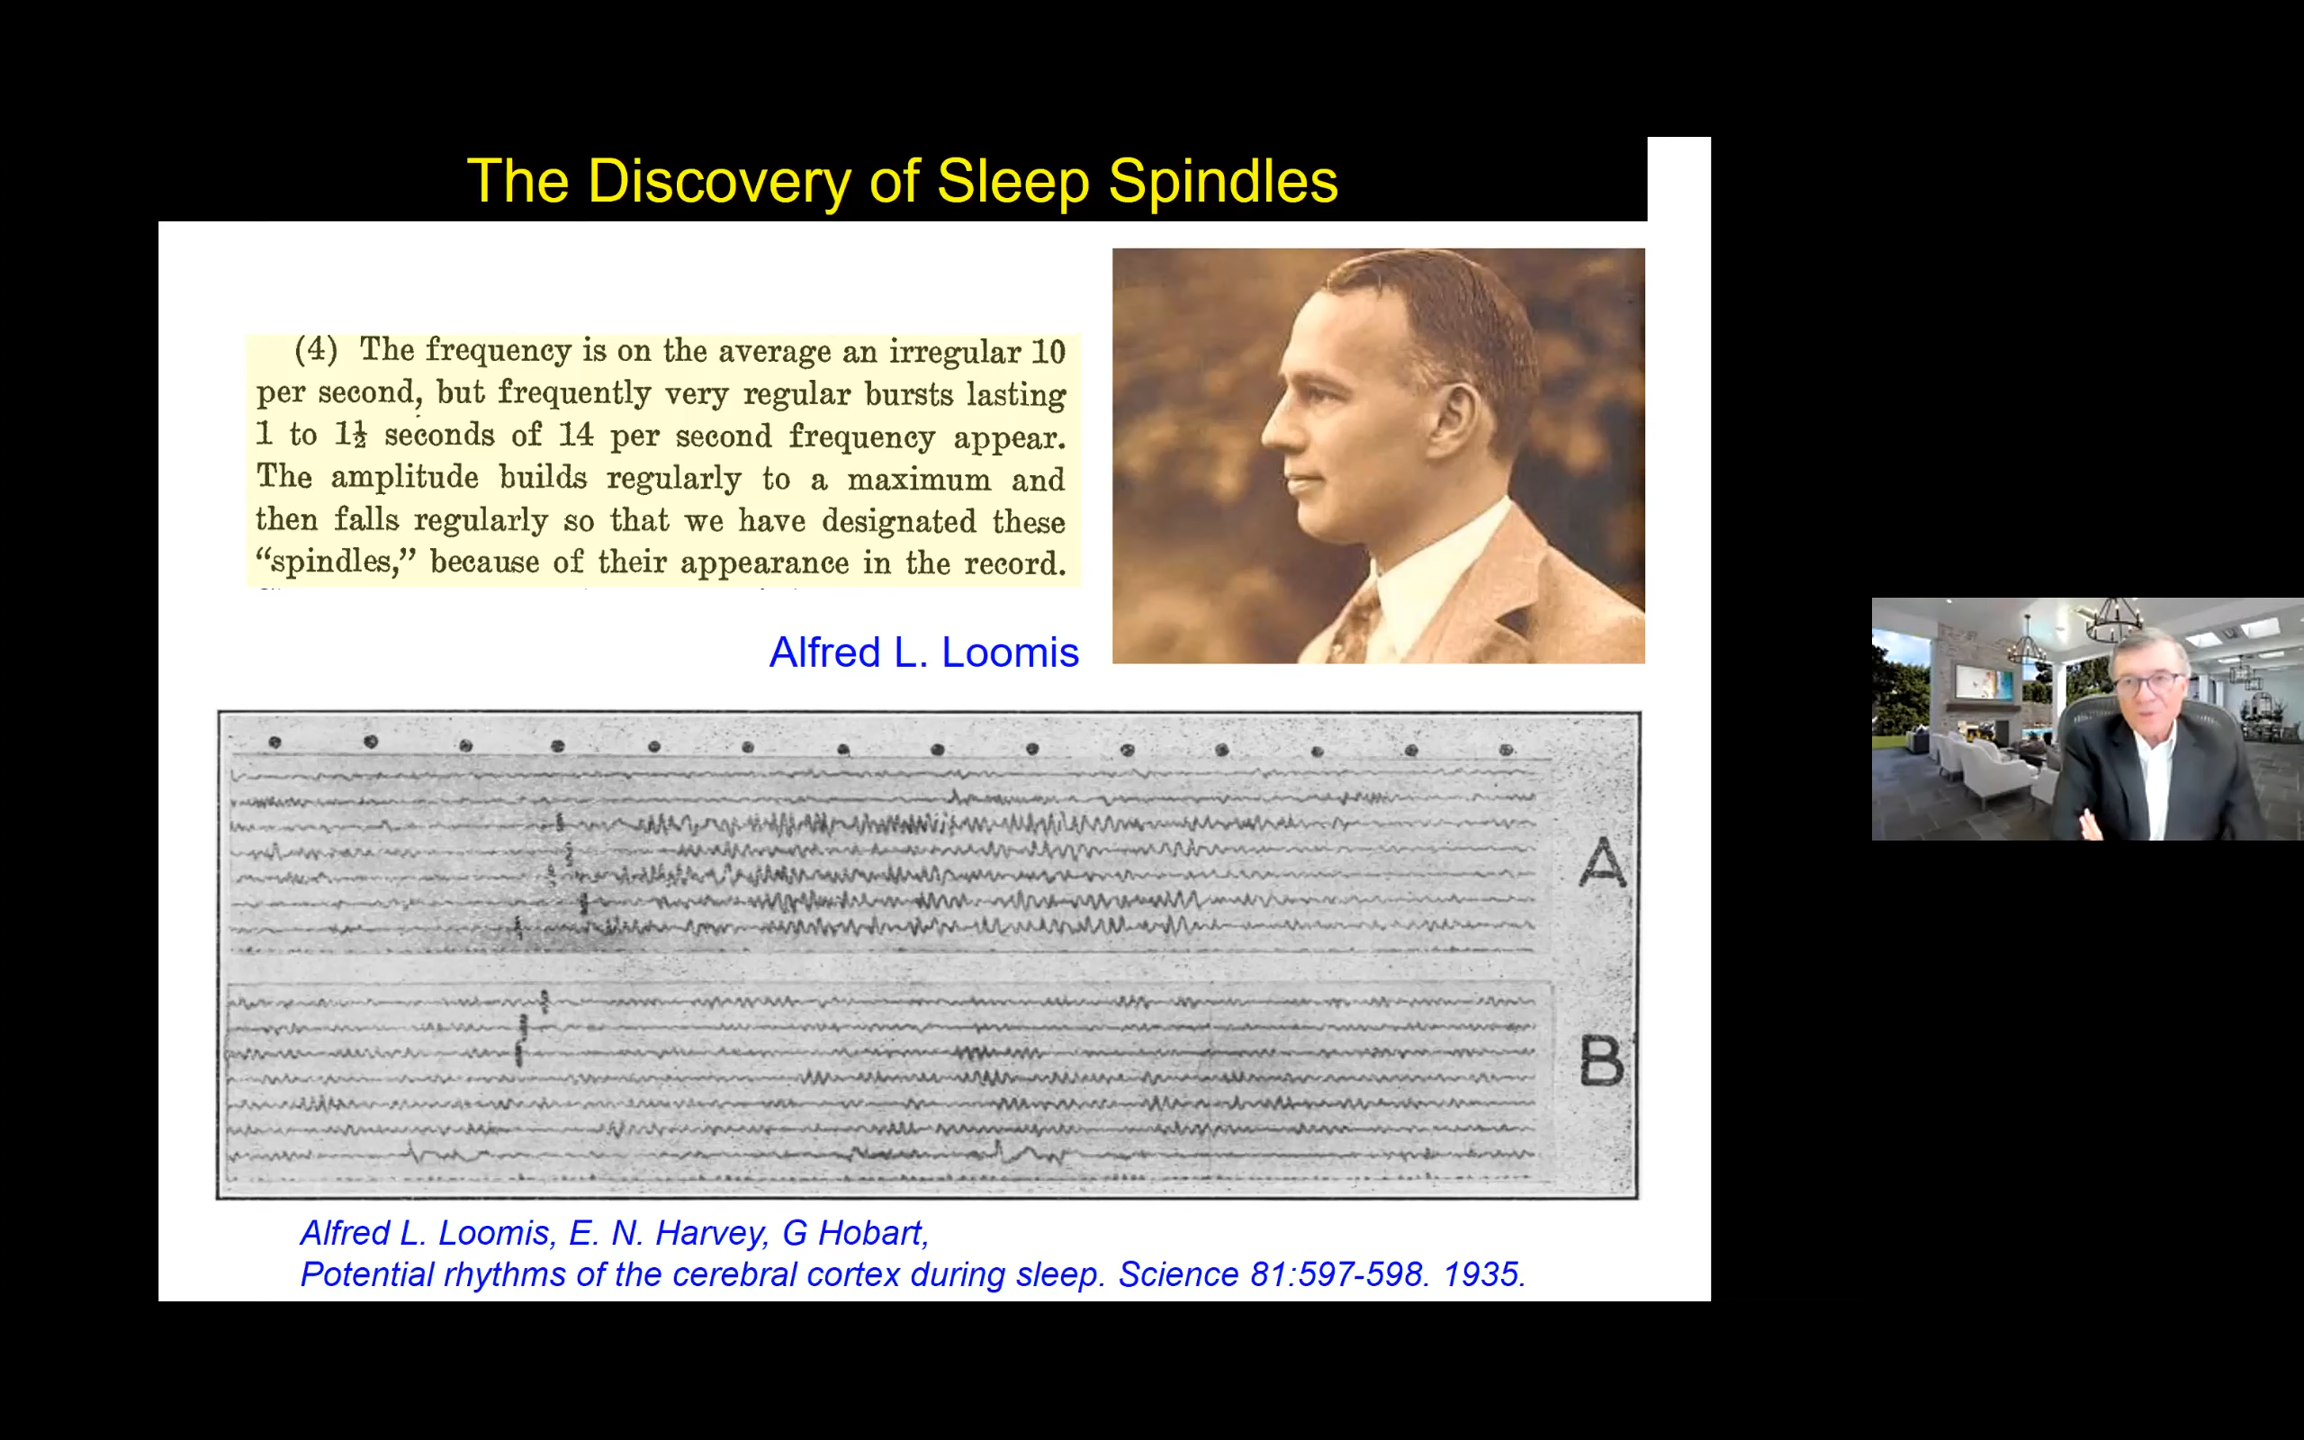 The Discovery of Sleep Spindles
(4) The frequency is on the average an irregular 10
per second, but frequently very regular bursts lasting
1 to 1½ seconds of 14 per second frequency appear.
The amplitude builds regularly to a maximum and
then falls regularly so that we have designated these
“spindles,” because of their appearance in the record.
Alfred L. Loomis
A
B
Alfred L. Loomis, E. N. Harvey, G Hobart,
Potential rhythms of the cerebral cortex during sleep. Science 81:597-598. 1935.